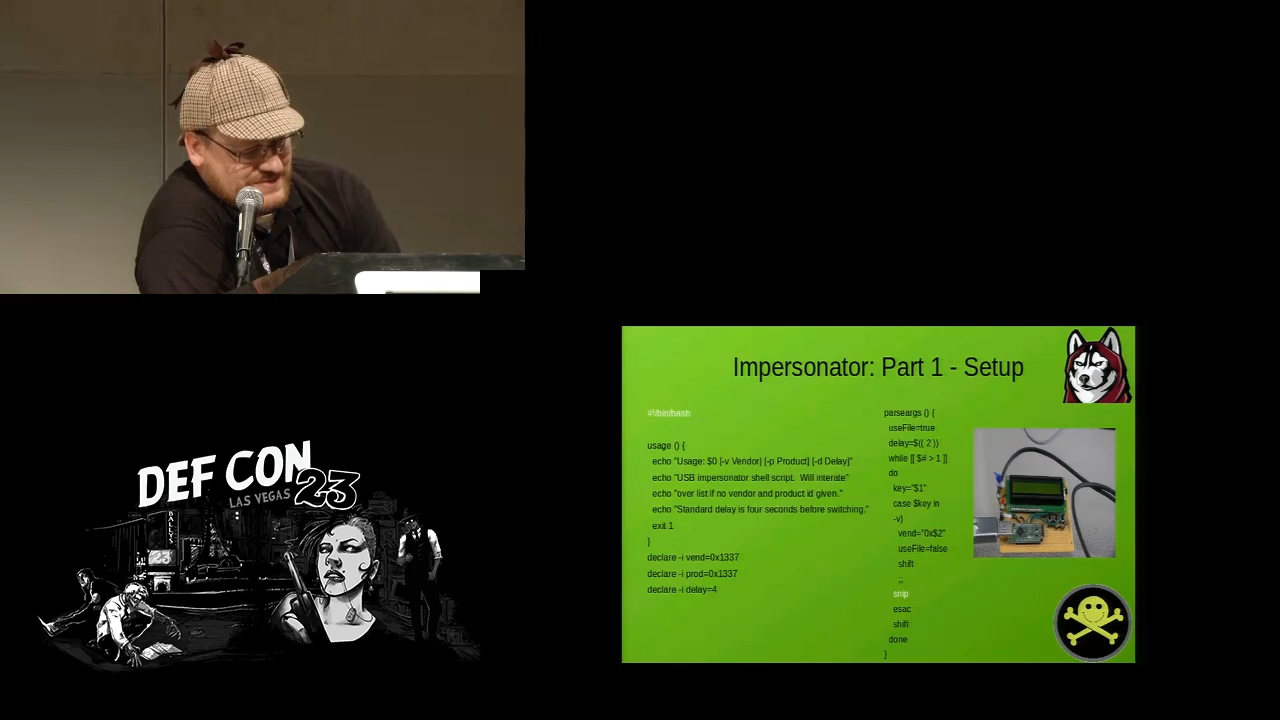 Impersonator: Part 1 - Setup
#!/bin/bash
usage () {
echo "Usage: $0 [-v Vendor] [-p Product] [-d Delay]"
echo "USB impersonator shell script.  Will interate"
echo "over list if no vendor and product id given."
echo "Standard delay is four seconds before switching."
exit 1
}
declare -i vend=0x1337
declare -i prod=0x1337
declare -i delay=4
parseargs () {
useFile=true
delay=$(( 2 ))
while [[ $# > 1 ]]
do
key="$1"
case $key in
-v)
vend="0x$2"
useFile=false
shift
;;
snip
esac
shift
done
}
DEF CON
LAS VEGAS 23
BALLYS
23